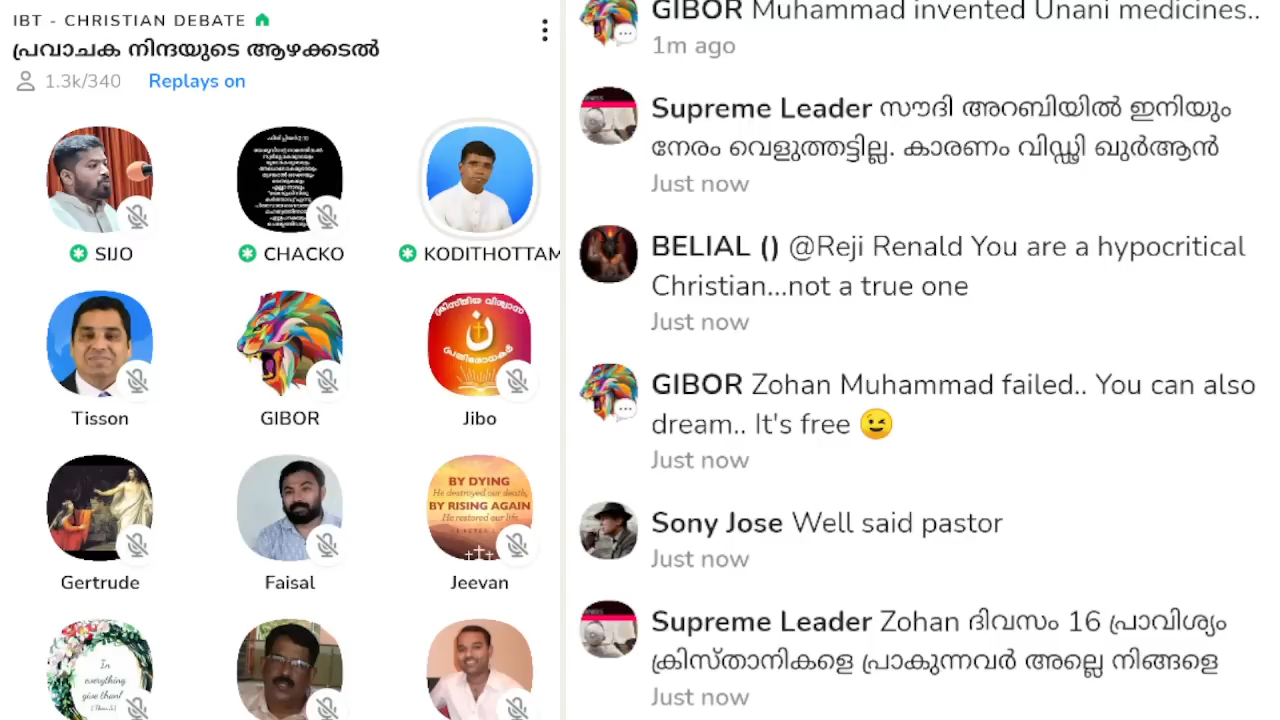 IBT - CHRISTIAN DEBATE
പ്രവാചക നിന്ദയുടെ ആഴക്കടൽ
1.3k/340 Replays on
SIJO
CHACKO
KODITHOTTAM
Tisson
GIBOR
ക്രിസ്തീയ വിശ്വാസ
ന
പ്രതിരോധകർ
Jibo
Gertrude
Faisal
BY DYING
He destroyed our death,
BY RISING AGAIN
He restored our life.
Jeevan
In
everything
give thanks
GIBOR Muhammad invented Unani medicines..
1m ago
Supreme Leader സൗദി അറബിയിൽ ഇനിയും
നേരം വെളുത്തട്ടില്ല. കാരണം വിഡ്ഢി ഖുർആൻ
Just now
BELIAL () @Reji Renald You are a hypocritical
Christian...not a true one
Just now
GIBOR Zohan Muhammad failed.. You can also
dream.. It's free 😉
Just now
Sony Jose Well said pastor
Just now
Supreme Leader Zohan ദിവസം 16 പ്രാവിശ്യം
ക്രിസ്താനികളെ പ്രാകുന്നവർ അല്ലെ നിങ്ങളെ
Just now